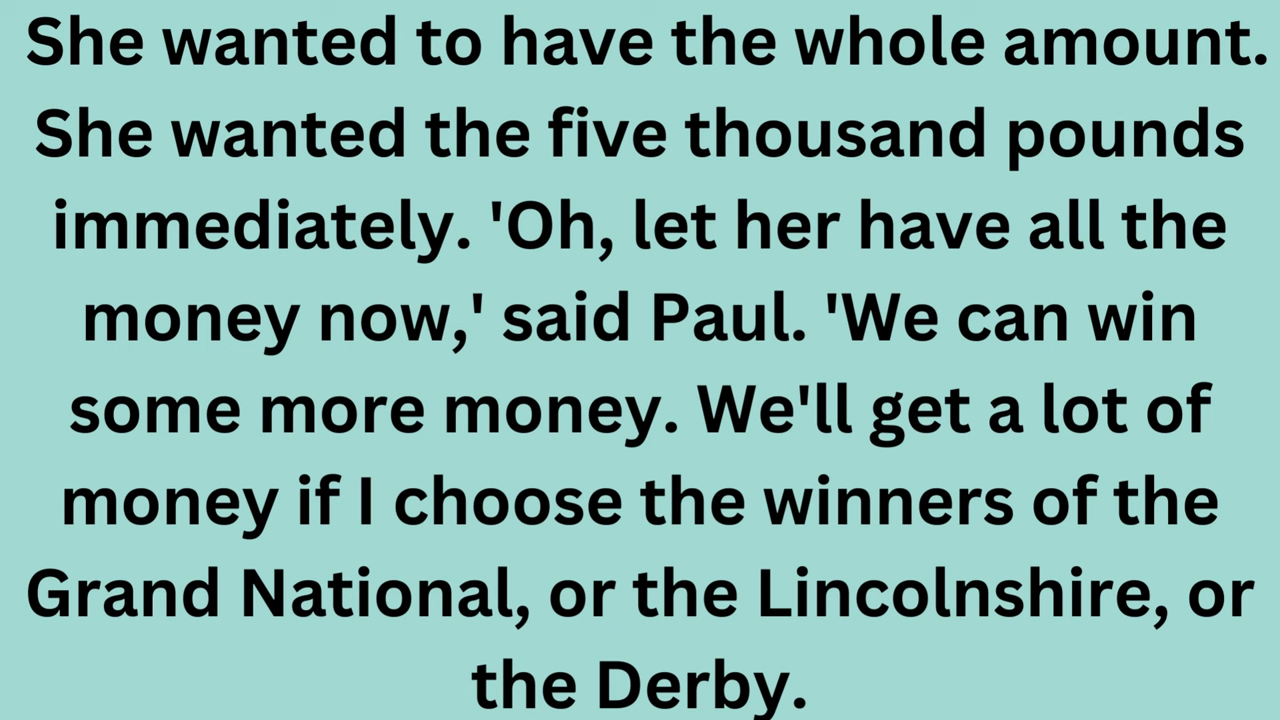 She wanted to have the whole amount.
She wanted the five thousand pounds
immediately. 'Oh, let her have all the
money now,' said Paul. 'We can win
some more money. We'll get a lot of
money if I choose the winners of the
Grand National, or the Lincolnshire, or
the Derby.